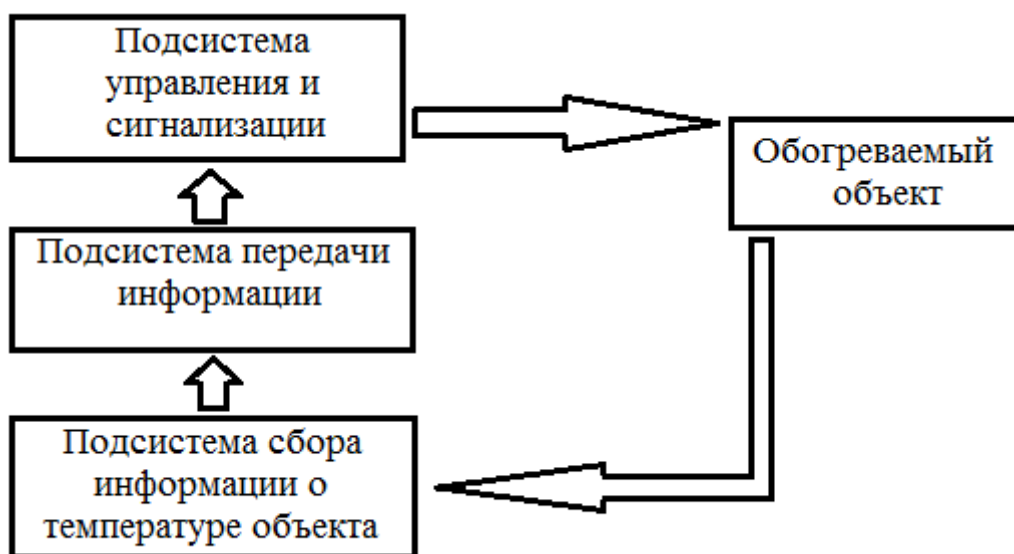 Подсистема
управления и
сигнализации
Обогреваемый
объект
Подсистема передачи
информации
Подсистема сбора
информации о
температуре объекта